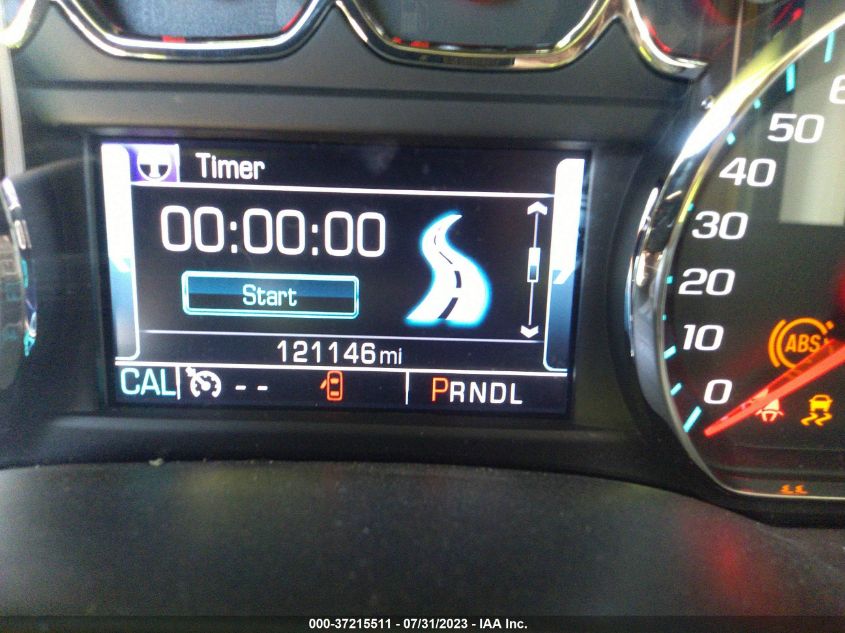 Timer
00:00:00
Start
121146mi
CAL -- PRNDL
6
50
40
30
20
10
0
ABS
000-37215511 - 07/31/2023 - IAA Inc.